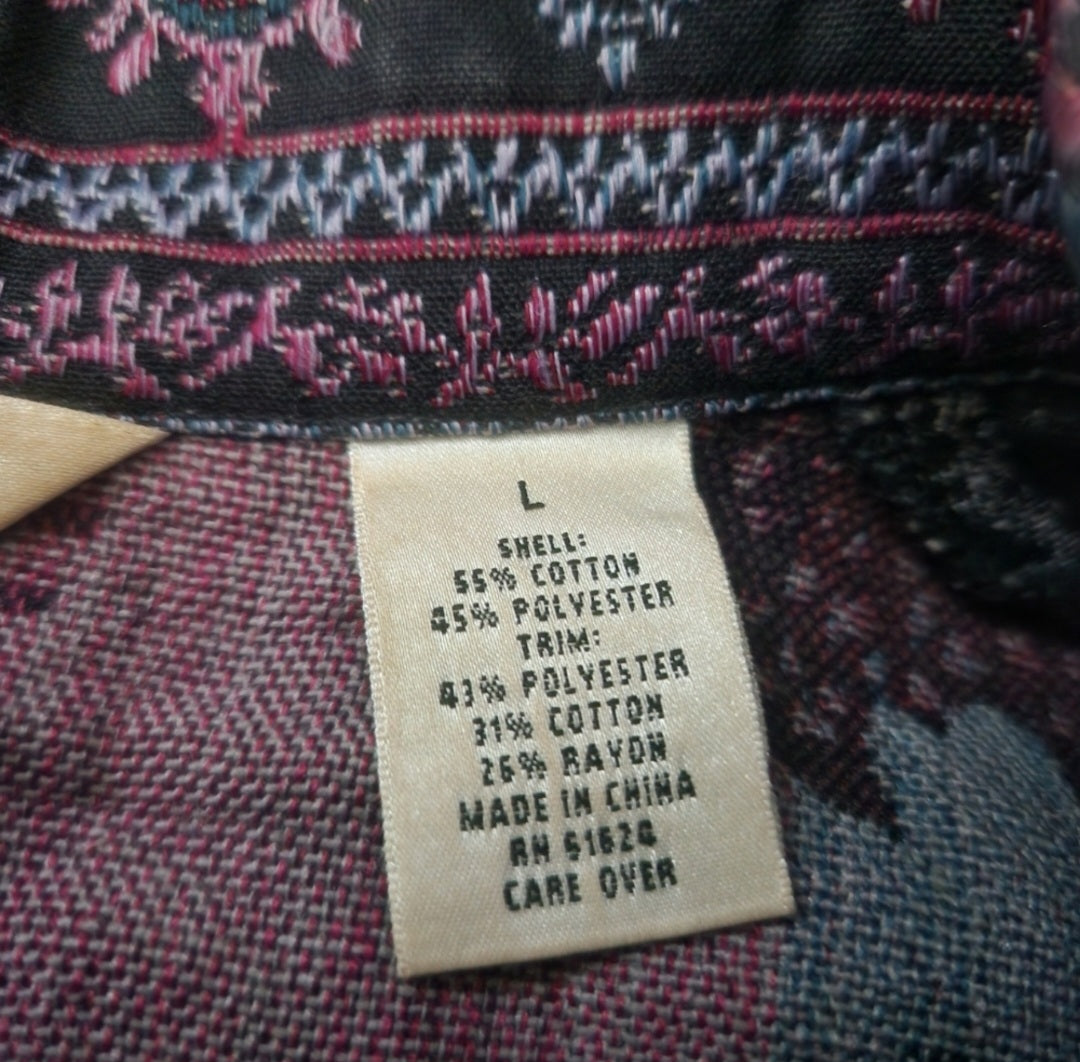 L
SHELL:
55% COTTON
45% POLYESTER
TRIM:
43% POLYESTER
31% COTTON
26% RAYON
MADE IN CHINA
RN 51624
CARE OVER